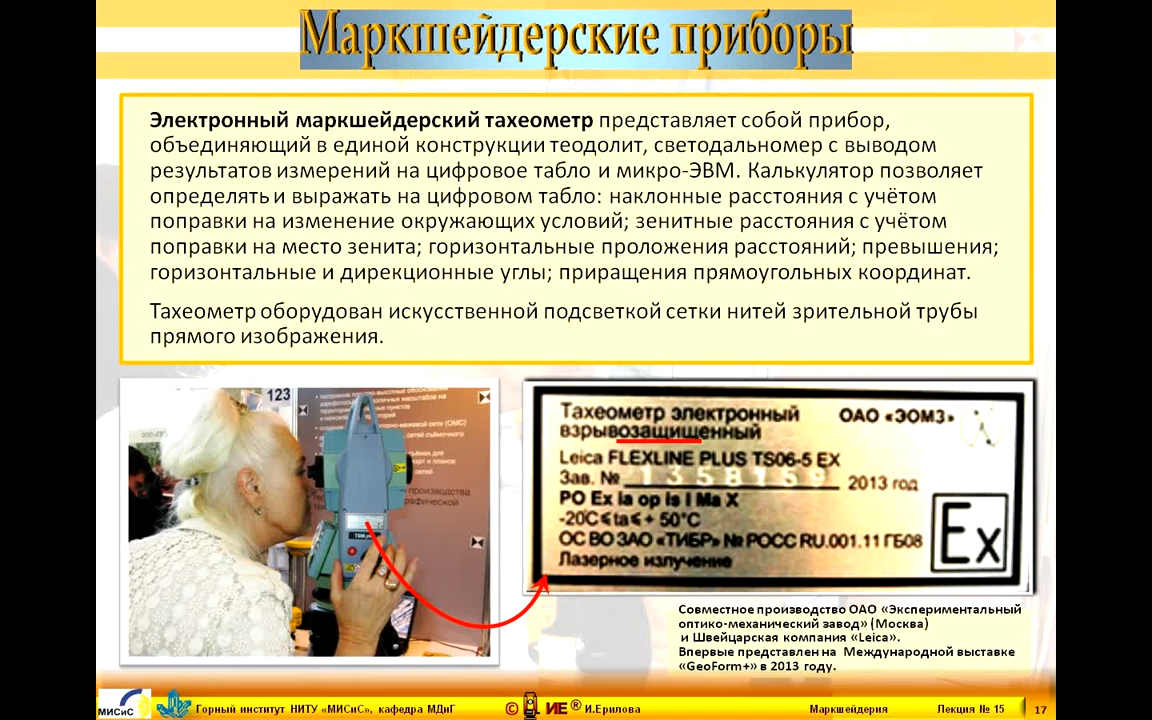 Маркшейдерские приборы
Электронный маркшейдерский тахеометр представляет собой прибор,
объединяющий в единой конструкции теодолит, светодальномер с выводом
результатов измерений на цифровое табло и микро-ЭВМ. Калькулятор позволяет
определять и выражать на цифровом табло: наклонные расстояния с учётом
поправки на изменение окружающих условий; зенитные расстояния с учётом
поправки на место зенита; горизонтальные проложения расстояний; превышения;
горизонтальные и дирекционные углы; приращения прямоугольных координат.
Тахеометр оборудован искусственной подсветкой сетки нитей зрительной трубы
прямого изображения.
123
(ОМС)
съёмочного
производства
Тахеометр электронный ОАО «ЭОМЗ»
взрывозащищенный
Leica FLEXLINE PLUS TS06-5 EX
Зав. № 1358159 2013 год
PO Ex ia op is I Ma X
-20C≤ta≤+ 50°C
ОС ВО ЗАО «ТИБР» № РОСС RU.001.11 ГБ08
Лазерное излучение
Ex
Совместное производство ОАО «Экспериментальный
оптико-механический завод» (Москва)
и Швейцарская компания «Leica».
Впервые представлен на Международной выставке
«GeoForm+» в 2013 году.
МИСиС Горный институт НИТУ «МИСиС», кафедра МДиГ © ИЕ ® И.Ерилова Маркшейдерия Лекция № 15 17